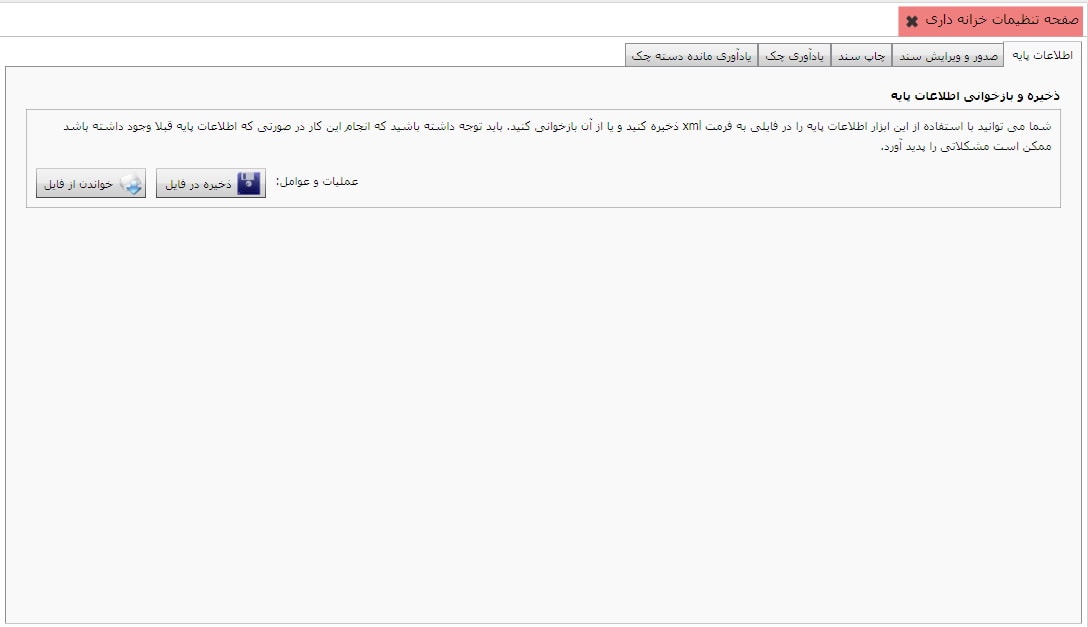 صفحه تنظیمات خزانه داری
اطلاعات پایه
صدور و ویرایش سند
چاپ سند
یادآوری چک
یادآوری مانده دسته چک
ذخیره و بازخوانی اطلاعات پایه
شما می توانید با استفاده از این ابزار اطلاعات پایه را در فایلی به فرمت xml ذخیره کنید و یا از آن بازخوانی کنید. باید توجه داشته باشید که انجام این کار در صورتی که اطلاعات پایه قبلا وجود داشته باشد
ممکن است مشکلاتی را پدید آورد.
عملیات و عوامل:
ذخیره در فایل
خواندن از فایل